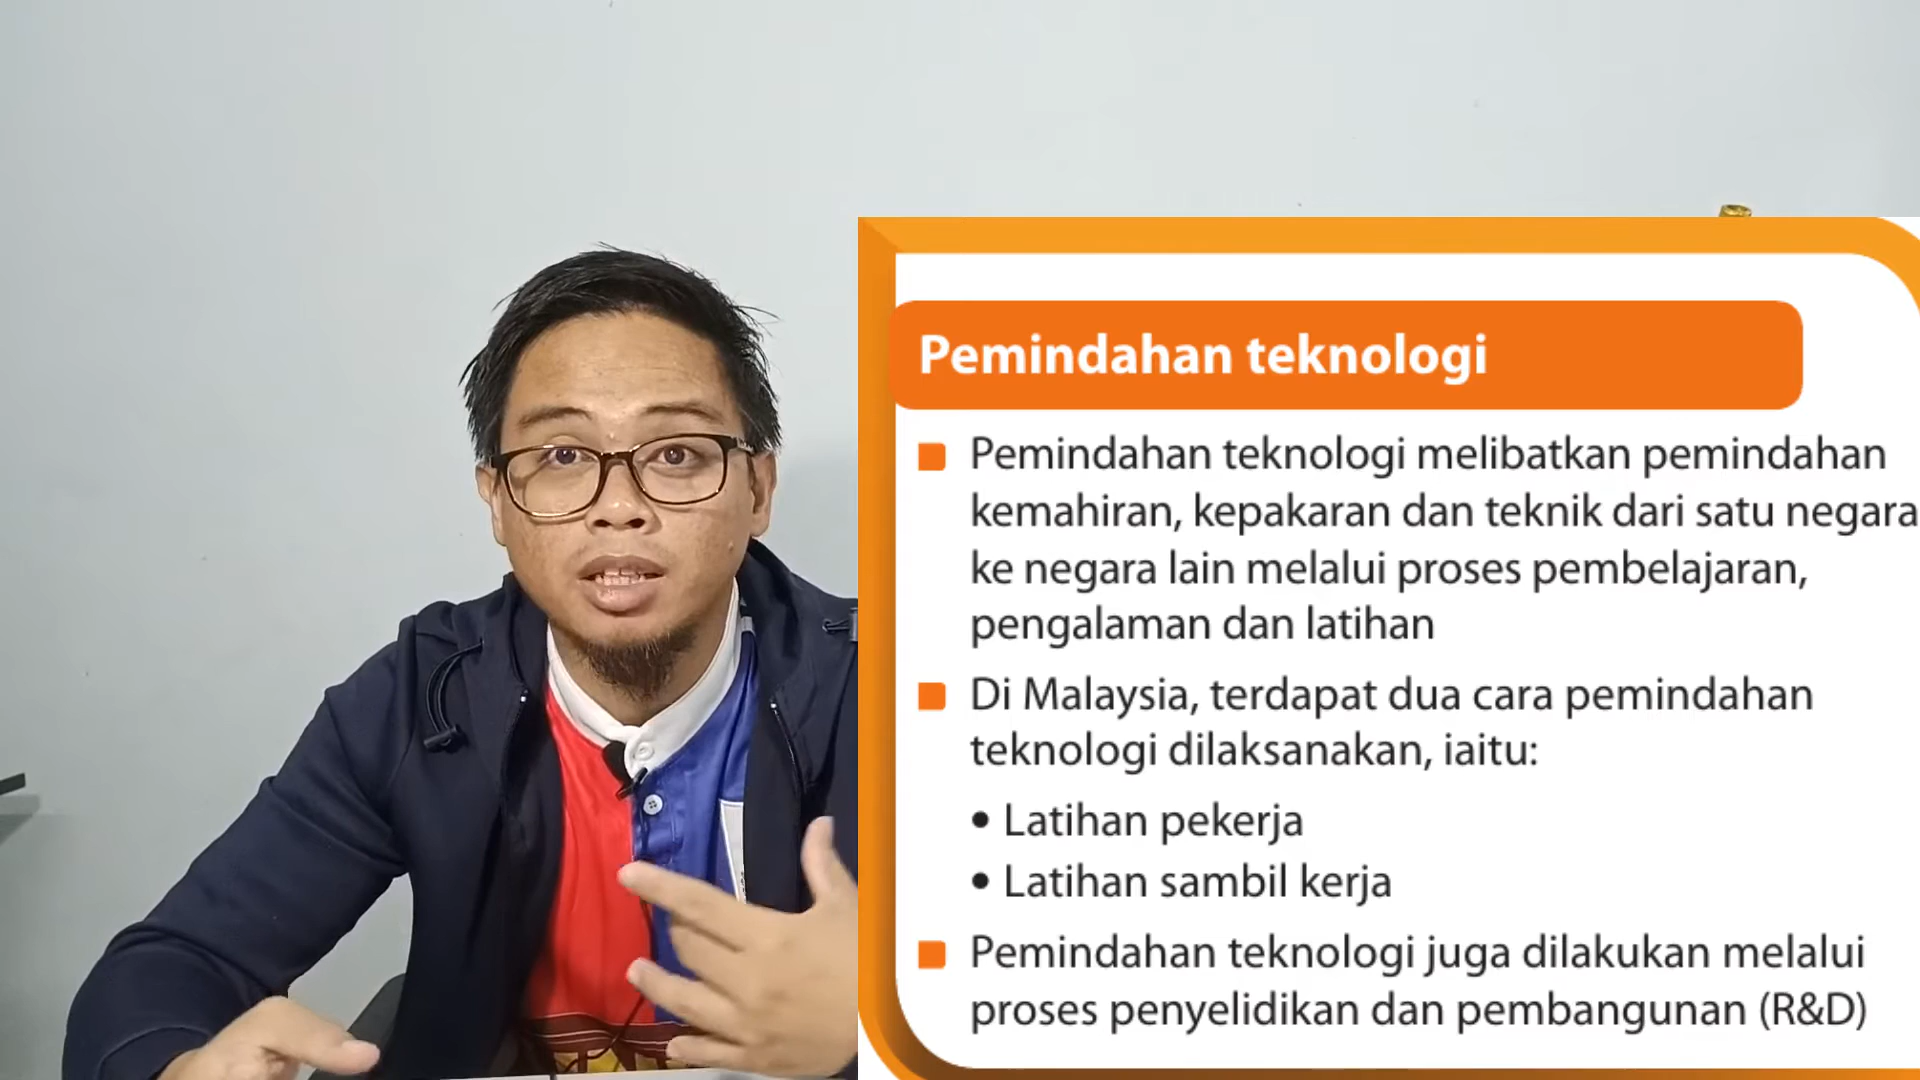 Pemindahan teknologi
Pemindahan teknologi melibatkan pemindahan
kemahiran, kepakaran dan teknik dari satu negara
ke negara lain melalui proses pembelajaran,
pengalaman dan latihan
Di Malaysia, terdapat dua cara pemindahan
teknologi dilaksanakan, iaitu:
• Latihan pekerja
• Latihan sambil kerja
Pemindahan teknologi juga dilakukan melalui
proses penyelidikan dan pembangunan (R&D)